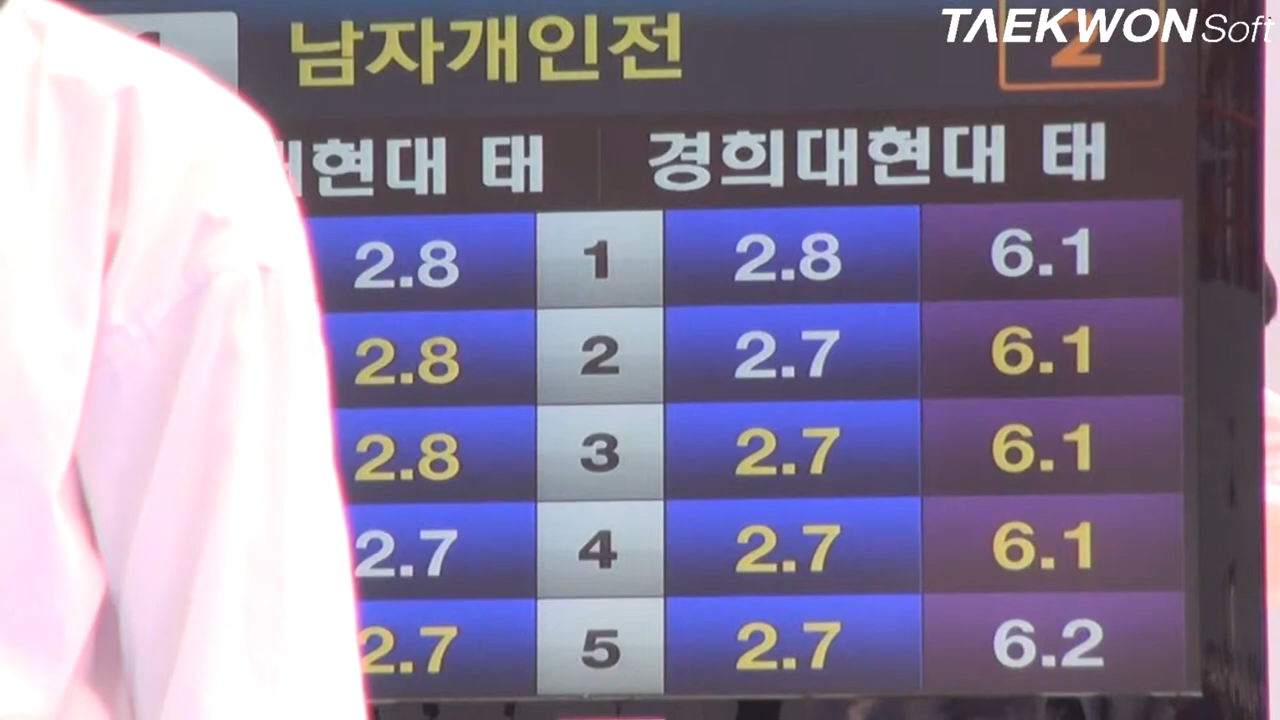 TAEKWON Soft
남자개인전 2
현대 태 경희대현대 태
2.8 1 2.8 6.1
2.8 2 2.7 6.1
2.8 3 2.7 6.1
2.7 4 2.7 6.1
2.7 5 2.7 6.2